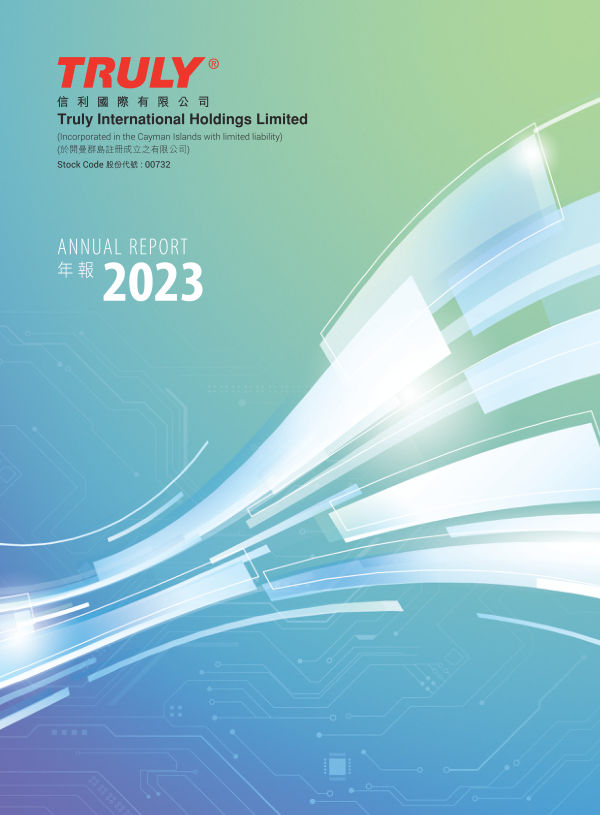 TRULY®
信利國際有限公司
Truly International Holdings Limited
(Incorporated in the Cayman Islands with limited liability)
(於開曼群島註冊成立之有限公司)
Stock Code 股份代號 : 00732
ANNUAL REPORT
年報 2023